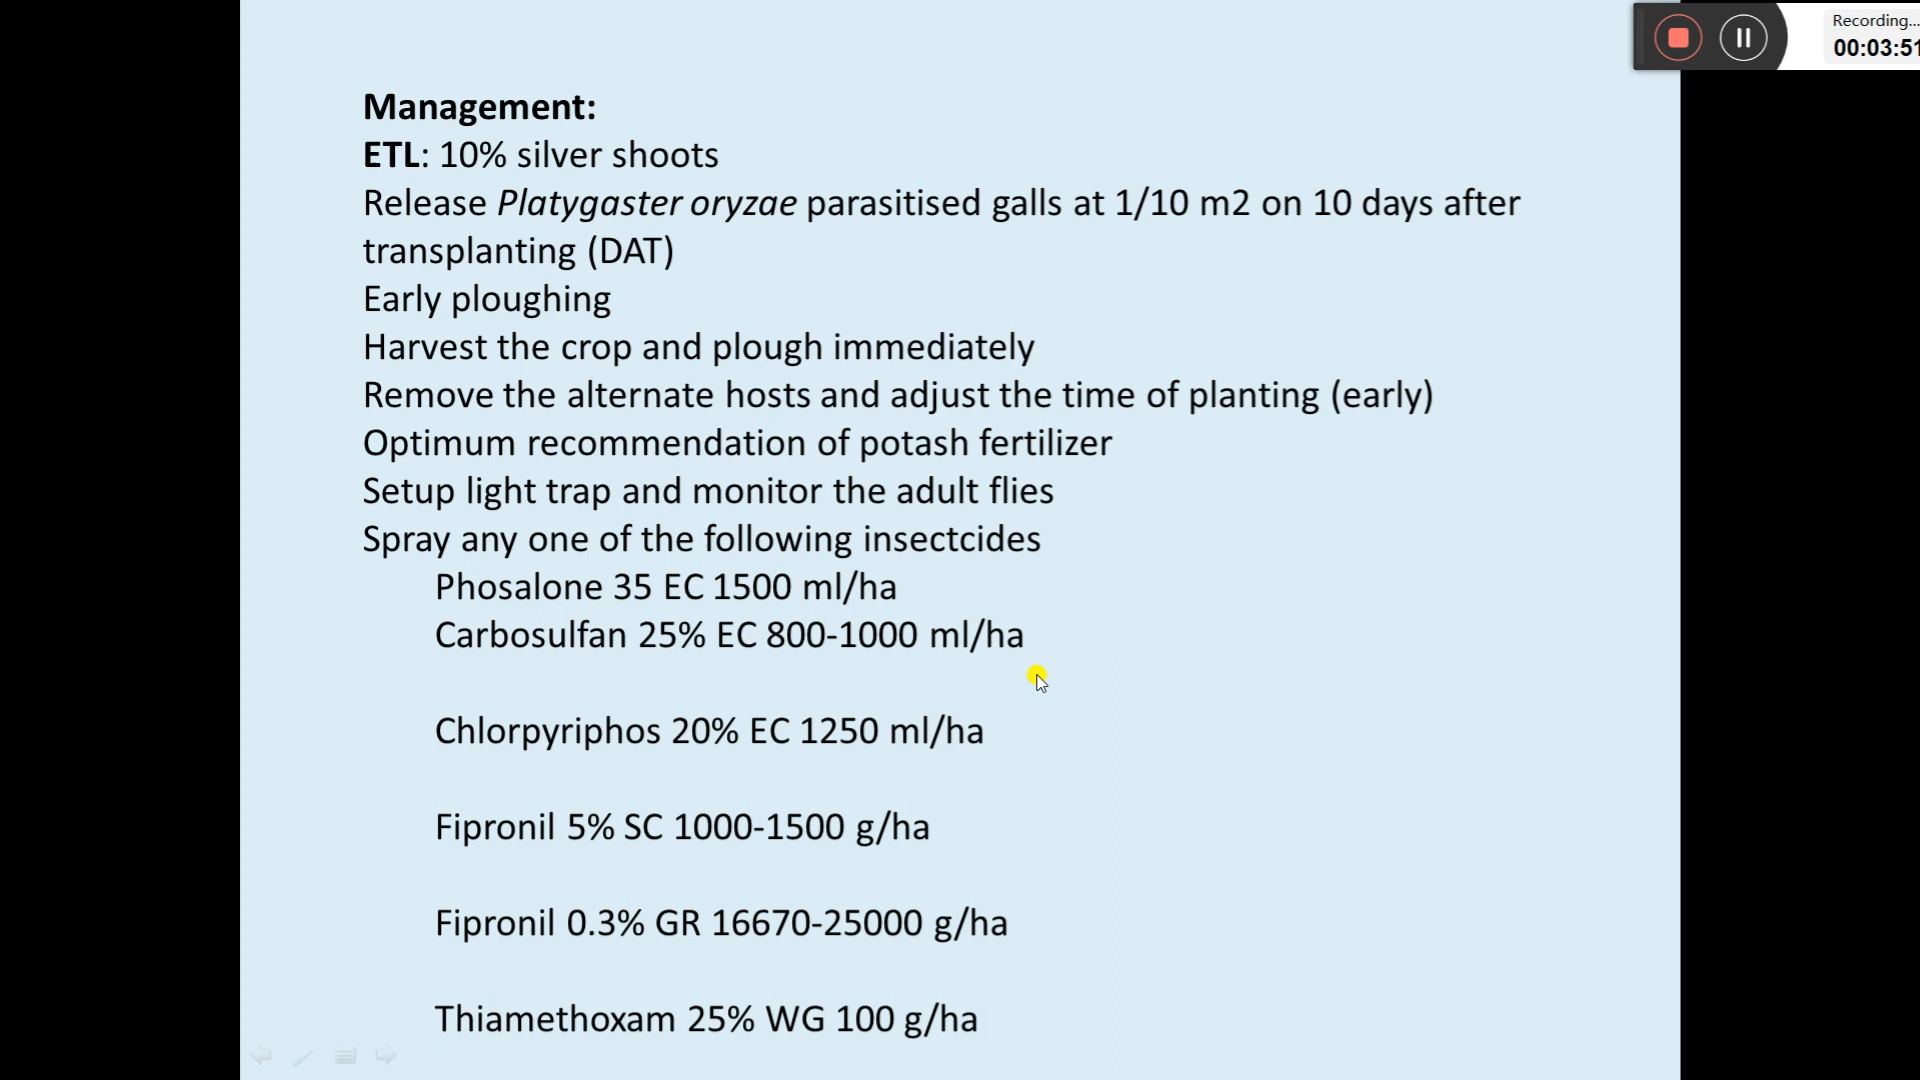 Recording...
00:03:51
Management:
ETL: 10% silver shoots
Release Platygaster oryzae parasitised galls at 1/10 m2 on 10 days after
transplanting (DAT)
Early ploughing
Harvest the crop and plough immediately
Remove the alternate hosts and adjust the time of planting (early)
Optimum recommendation of potash fertilizer
Setup light trap and monitor the adult flies
Spray any one of the following insectcides
Phosalone 35 EC 1500 ml/ha
Carbosulfan 25% EC 800-1000 ml/ha
Chlorpyriphos 20% EC 1250 ml/ha
Fipronil 5% SC 1000-1500 g/ha
Fipronil 0.3% GR 16670-25000 g/ha
Thiamethoxam 25% WG 100 g/ha